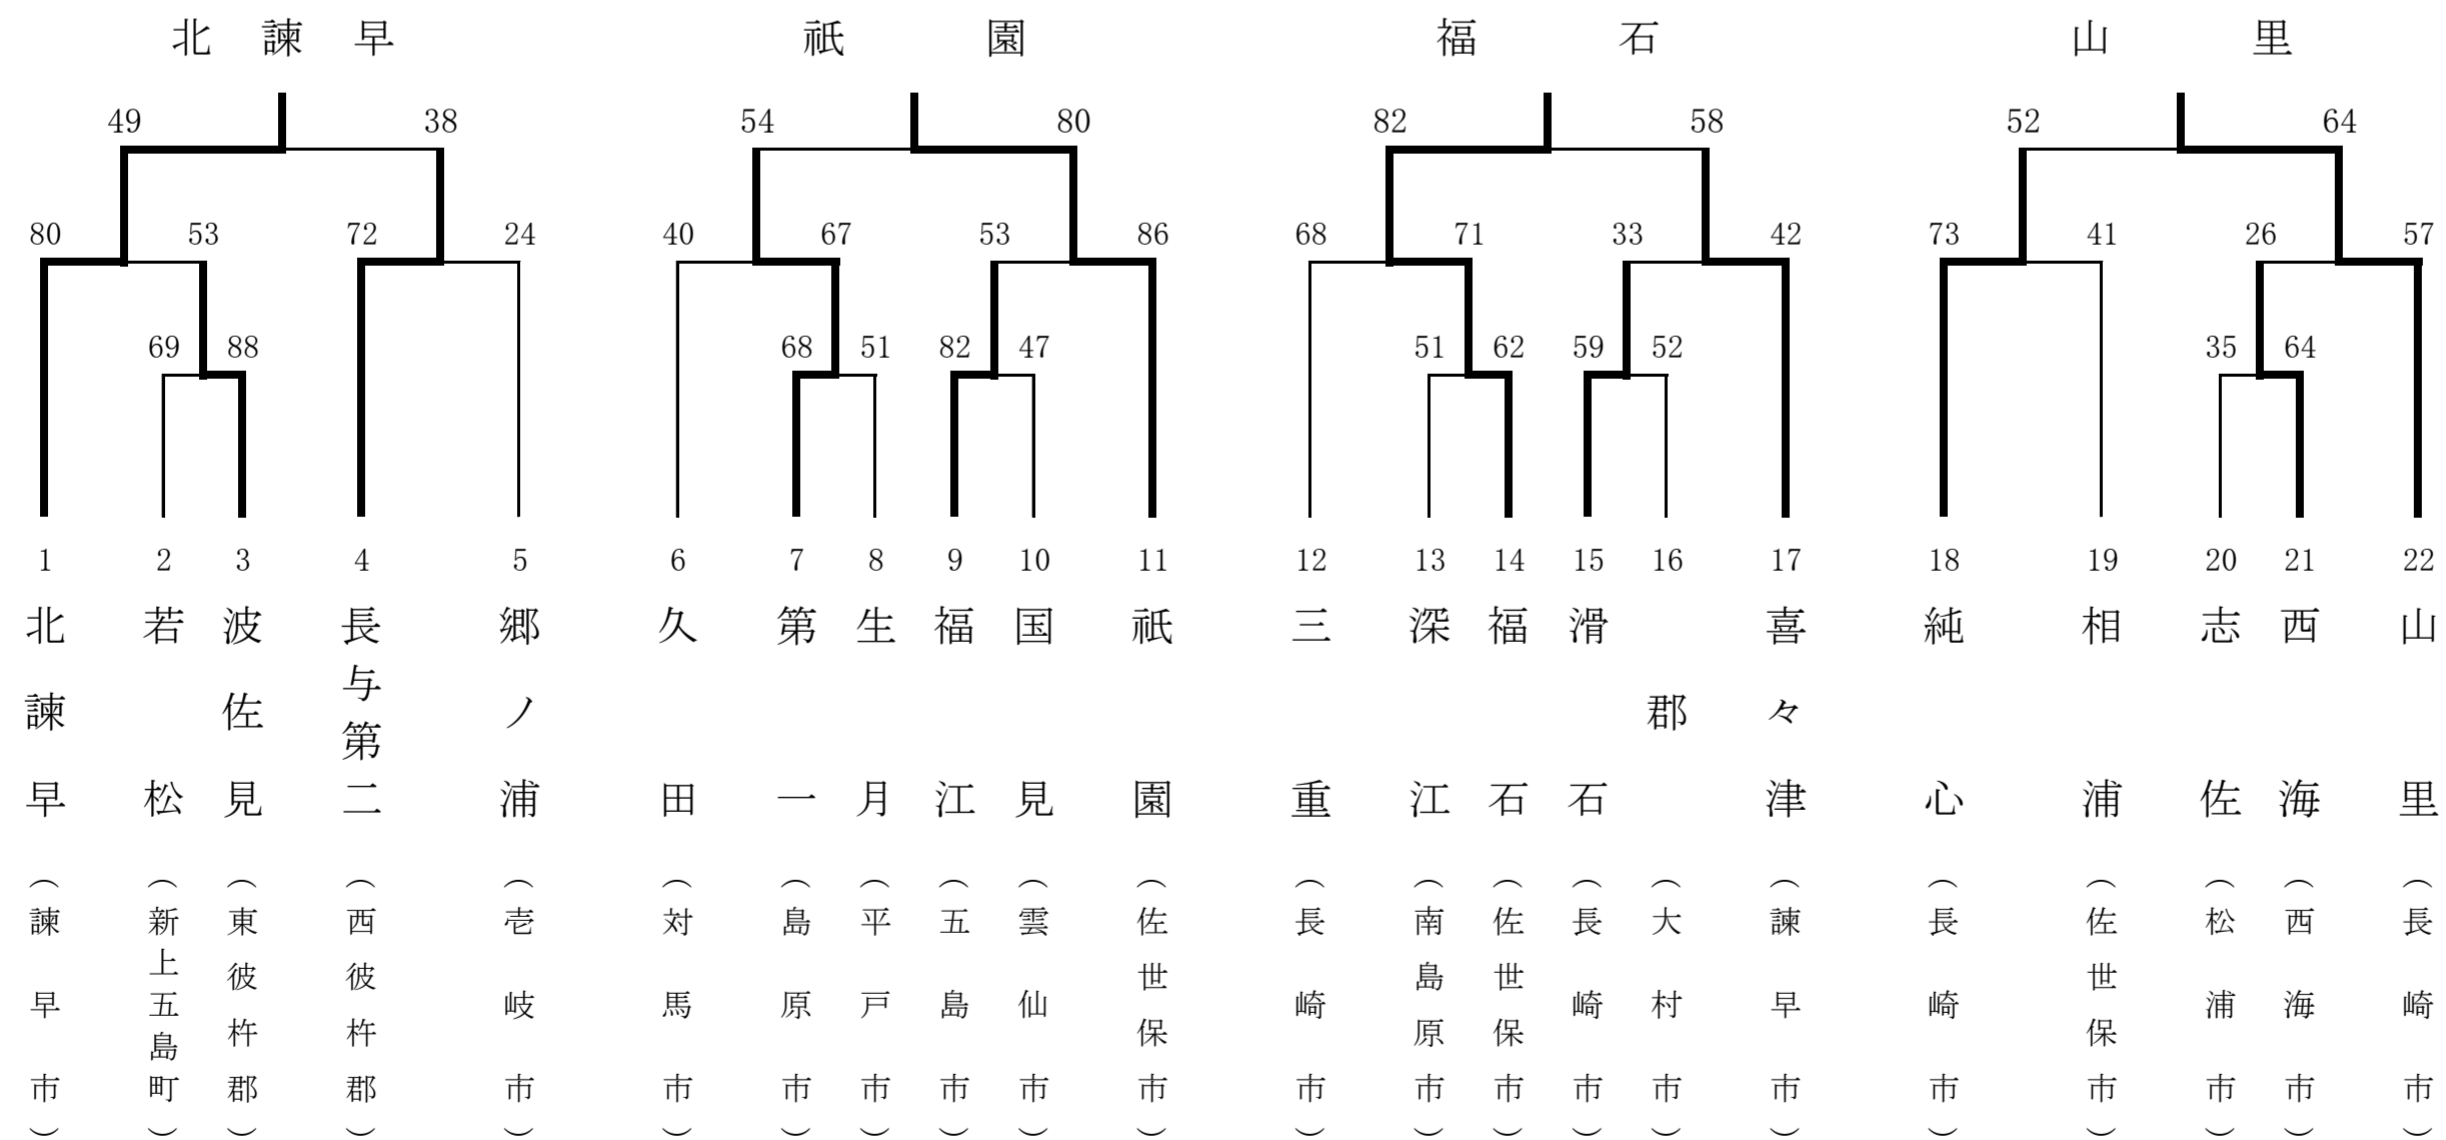 北諫早
祇園
福石
山里
49 38 54 80 82 58 52 64
80 53 72 24 40 67 53 86 68 71 33 42 73 41 26 57
69 88 68 51 82 47 51 62 59 52 35 64
1 2 3 4 5 6 7 8 9 10 11 12 13 14 15 16 17 18 19 20 21 22
北諫早（諫早市）
若松（新上五島町）
波佐見（東彼杵郡）
長与第二（西彼杵郡）
郷ノ浦（壱岐市）
久田（対馬市）
第一（島原市）
生月（平戸市）
福江（五島市）
国見（雲仙市）
祇園（佐世保市）
三重（長崎市）
深江（南島原市）
福石（佐世保市）
滑石（長崎市）
郡（大村市）
喜々津（諫早市）
純心（長崎市）
相浦（佐世保市）
志佐（松浦市）
西海（西海市）
山里（長崎市）